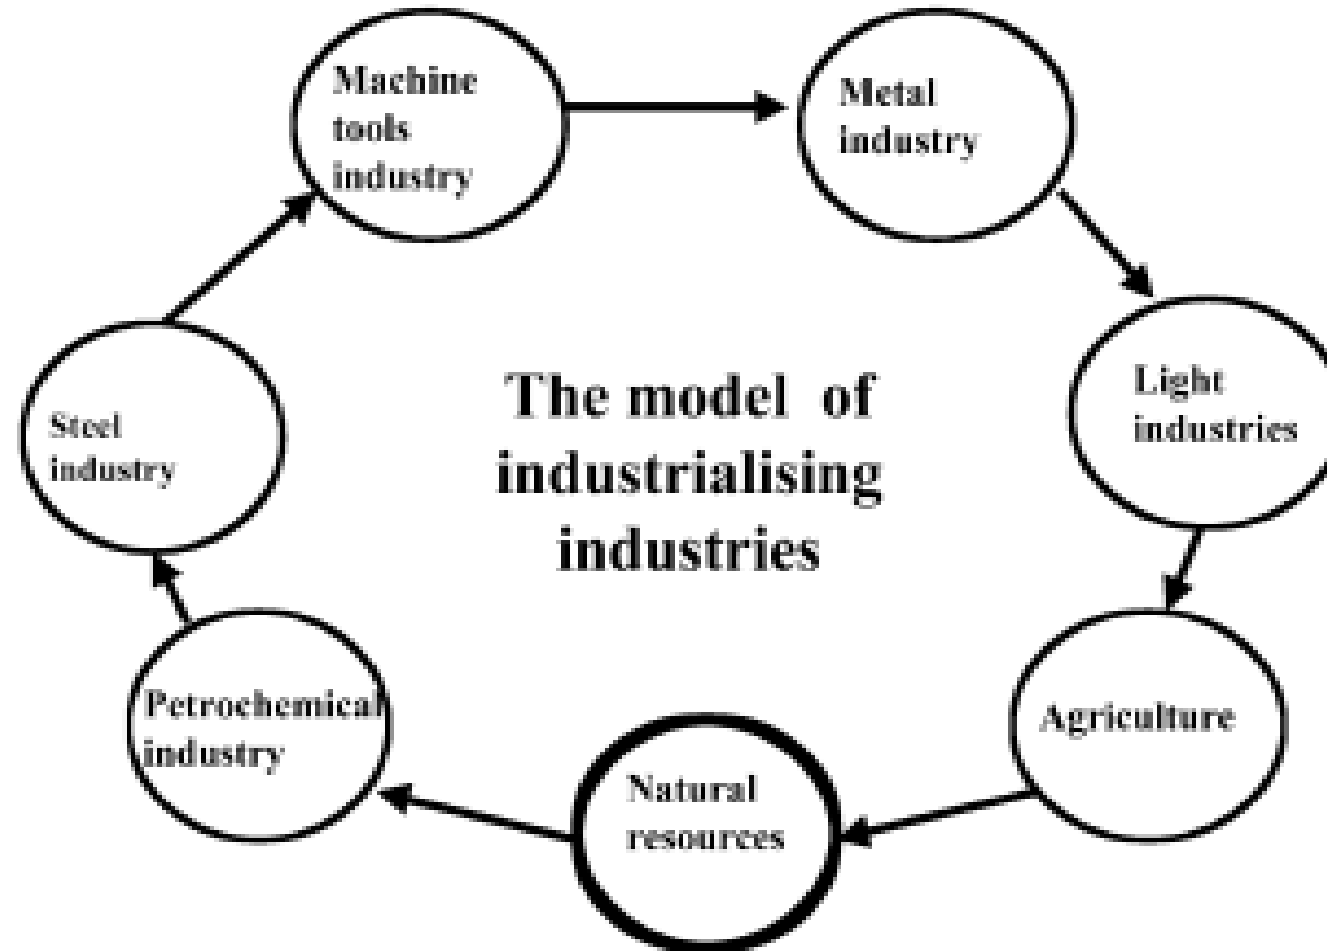 Machine
tools
industry
Metal
industry
The model of
industrialising
industries
Light
industries
Steel
industry
Petrochemical
industry
Agriculture
Natural
resources